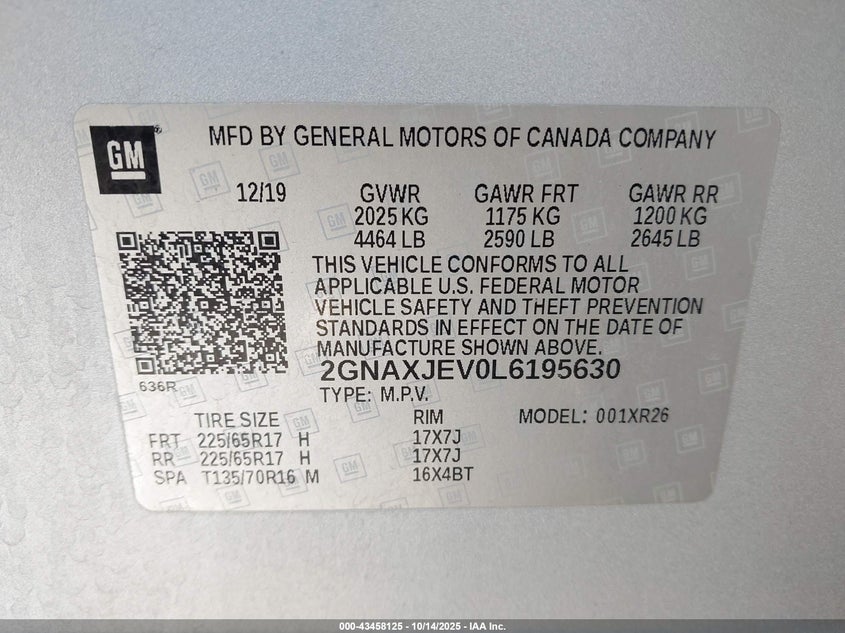 GM
MFD BY GENERAL MOTORS OF CANADA COMPANY
12/19 GVWR GAWR FRT GAWR RR
2025 KG 1175 KG 1200 KG
4464 LB 2590 LB 2645 LB
THIS VEHICLE CONFORMS TO ALL
APPLICABLE U.S. FEDERAL MOTOR
VEHICLE SAFETY AND THEFT PREVENTION
STANDARDS IN EFFECT ON THE DATE OF
MANUFACTURE SHOWN ABOVE.
2GNAXJEV0L6195630
636R
TYPE: M.P.V.
TIRE SIZE RIM MODEL: 001XR26
FRT 225/65R17 H 17X7J
RR 225/65R17 H 17X7J
SPA T135/70R16 M 16X4BT
000-43458125 - 10/14/2025 - IAA Inc.